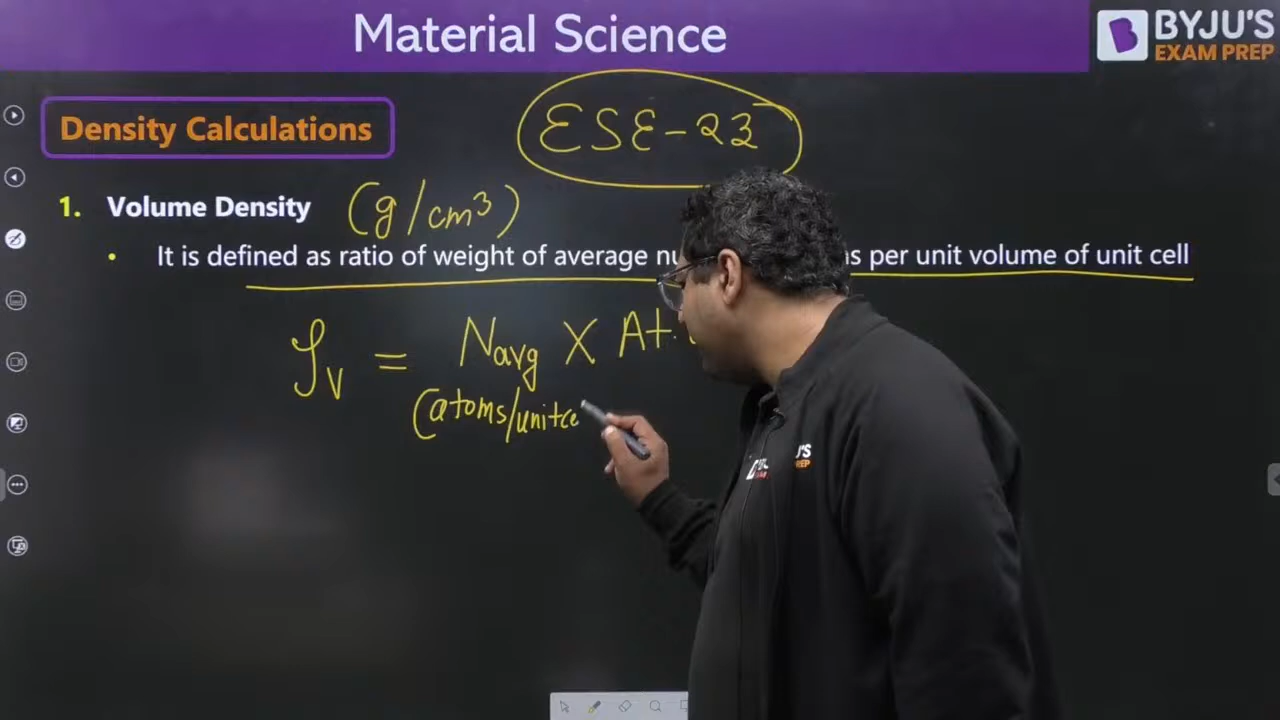 Material Science
BYJU'S
EXAM PREP
Density Calculations
ESE-23
1. Volume Density (g/cm³)
• It is defined as ratio of weight of average per unit volume of unit cell
ρv = Navg X At.
(atoms/unitce